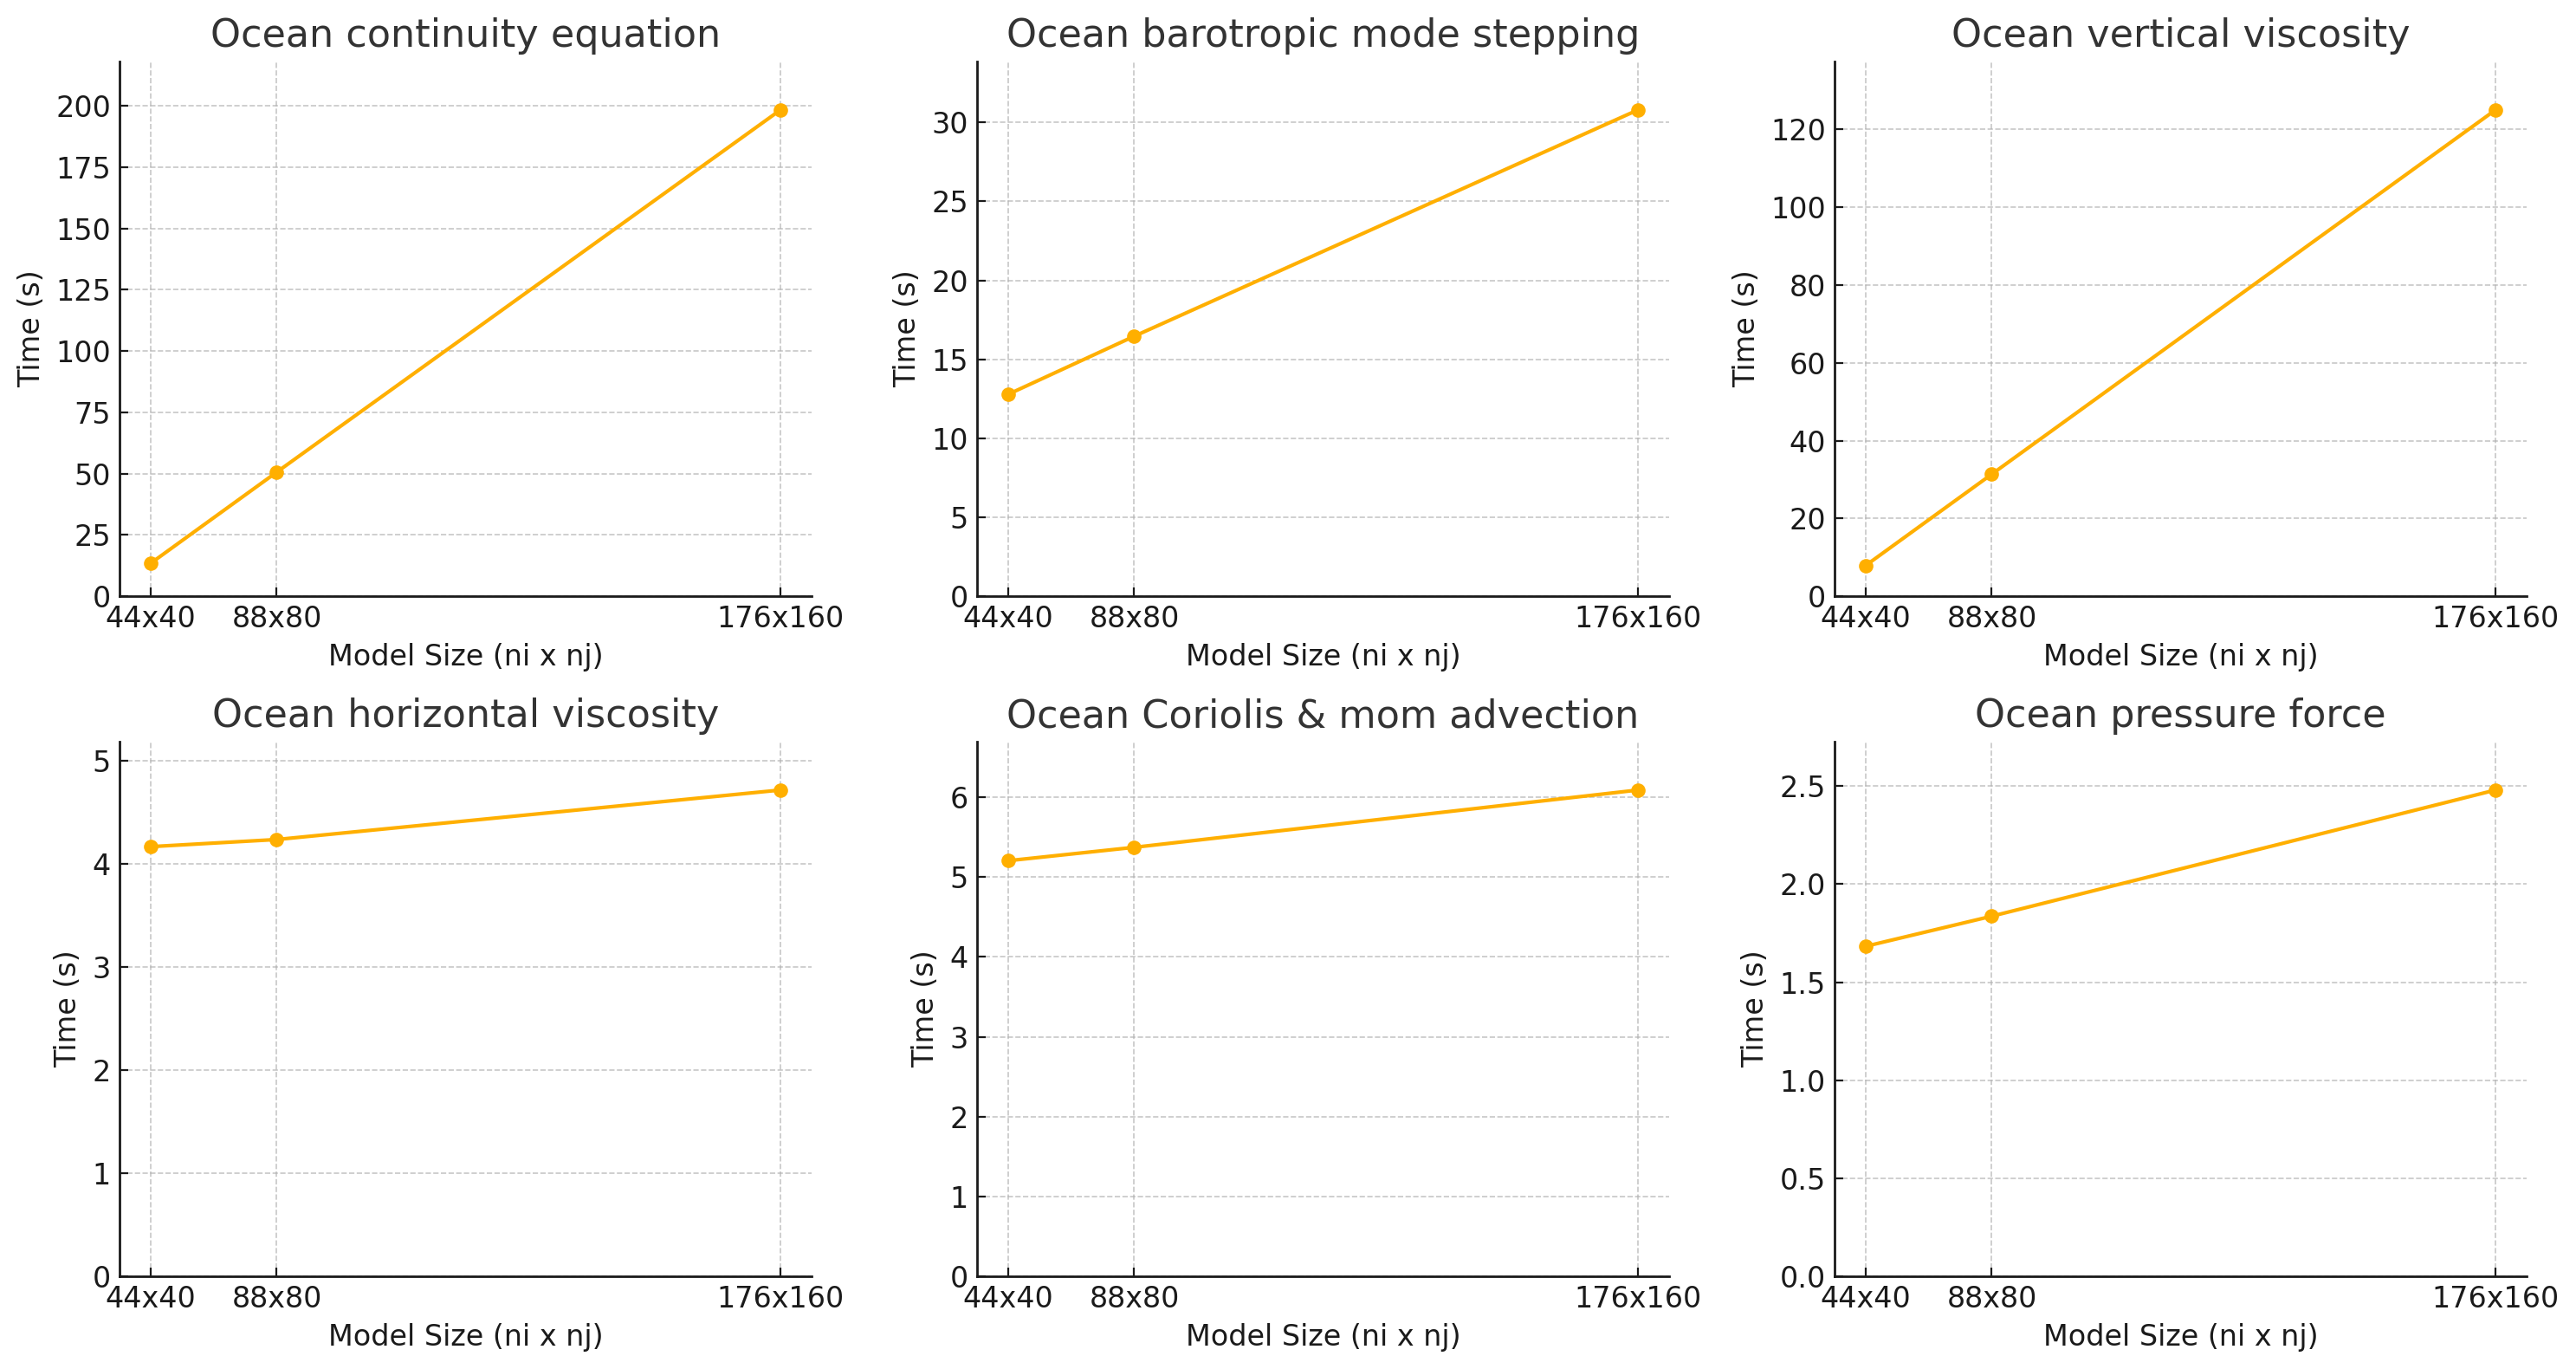 Ocean continuity equation
Time (s)
200
175
150
125
100
75
50
25
0
44x40 88x80 176x160
Model Size (ni x nj)
Ocean barotropic mode stepping
Time (s)
30
25
20
15
10
5
0
44x40 88x80 176x160
Model Size (ni x nj)
Ocean vertical viscosity
Time (s)
120
100
80
60
40
20
0
44x40 88x80 176x160
Model Size (ni x nj)
Ocean horizontal viscosity
Time (s)
5
4
3
2
1
0
44x40 88x80 176x160
Model Size (ni x nj)
Ocean Coriolis & mom advection
Time (s)
6
5
4
3
2
1
0
44x40 88x80 176x160
Model Size (ni x nj)
Ocean pressure force
Time (s)
2.5
2.0
1.5
1.0
0.5
0.0
44x40 88x80 176x160
Model Size (ni x nj)